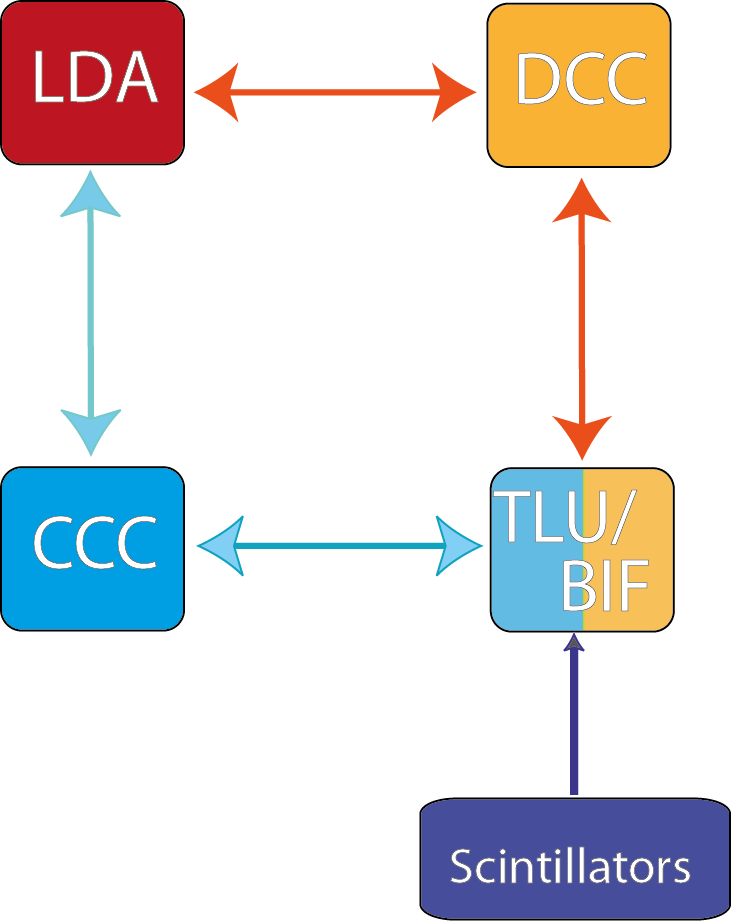 LDA
DCC
CCC
TLU/
BIF
Scintillators